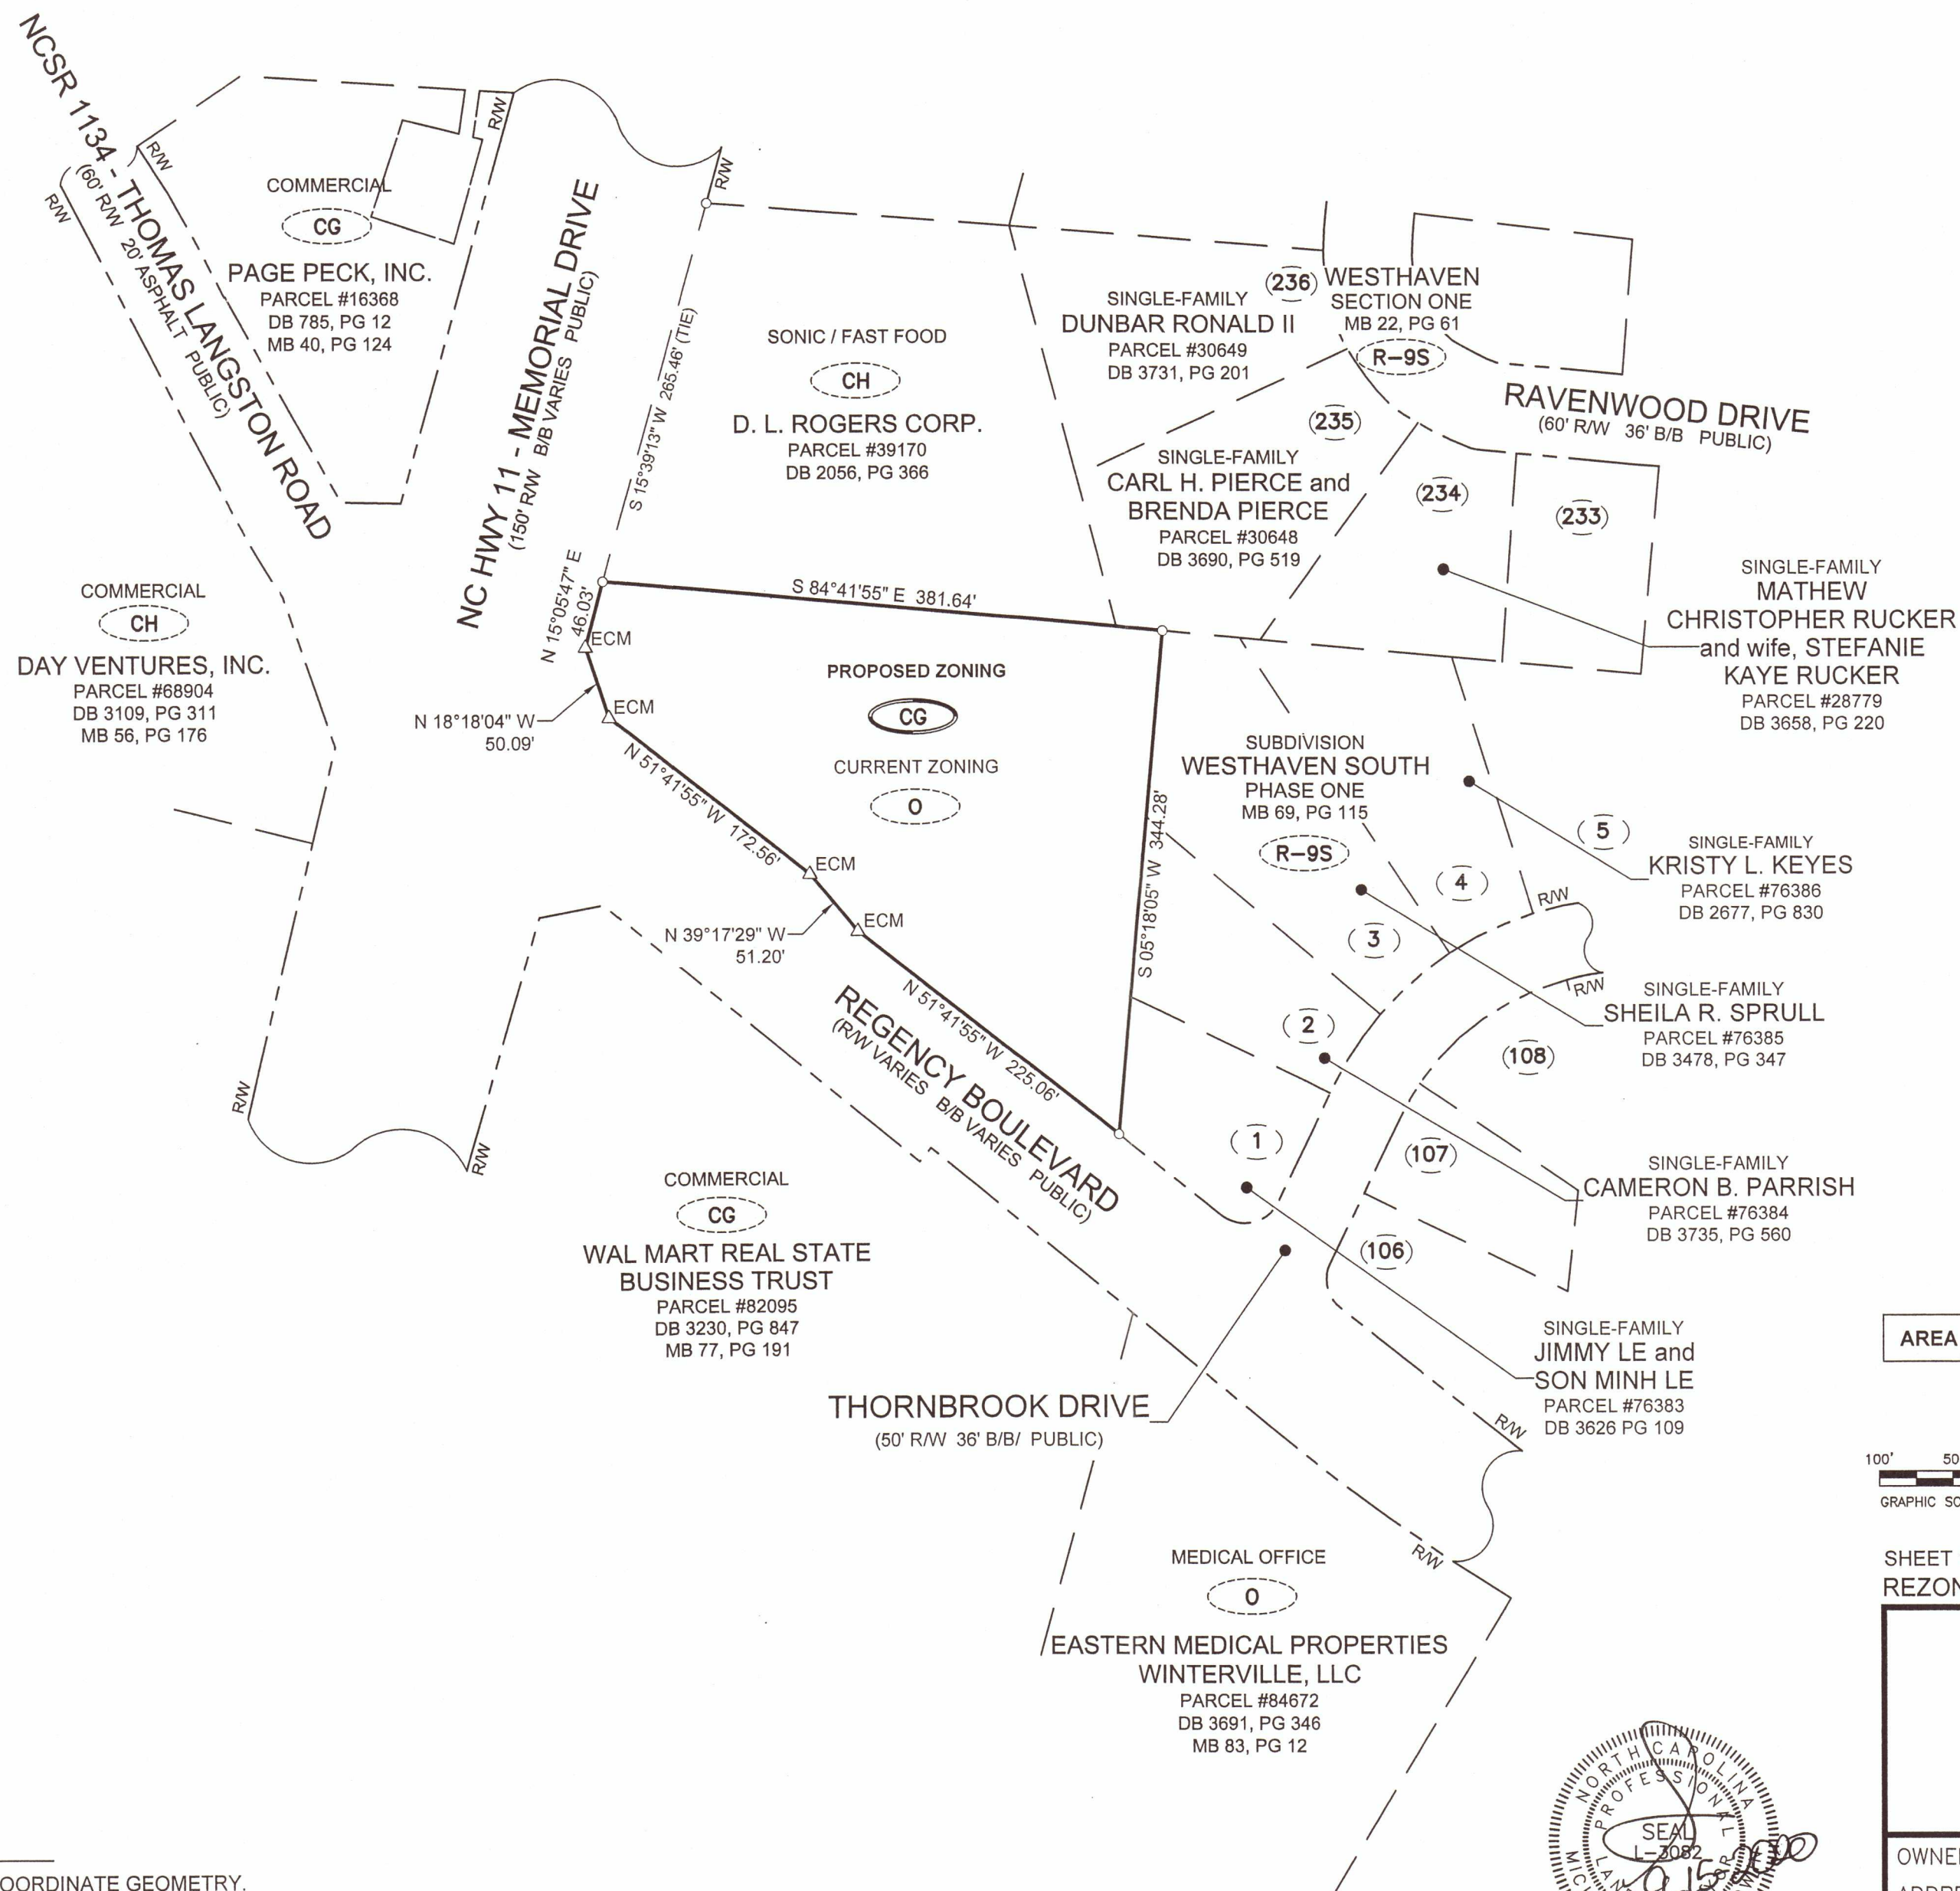 NCSR 1134 - THOMAS LANGSTON ROAD
(60' R/W 20' ASPHALT PUBLIC)
R/W
R/W
COMMERCIAL
CG
PAGE PECK, INC.
PARCEL #16368
DB 785, PG 12
MB 40, PG 124
R/W
R/W
NC HWY 11 - MEMORIAL DRIVE
(150' R/W B/B VARIES PUBLIC)
S 15°39'13" W 265.46' (TIE)
SONIC / FAST FOOD
CH
D. L. ROGERS CORP.
PARCEL #39170
DB 2056, PG 366
SINGLE-FAMILY
DUNBAR RONALD II
PARCEL #30649
DB 3731, PG 201
(236)
WESTHAVEN
SECTION ONE
MB 22, PG 61
R-9S
RAVENWOOD DRIVE
(60' R/W 36' B/B PUBLIC)
(235)
SINGLE-FAMILY
CARL H. PIERCE and
BRENDA PIERCE
PARCEL #30648
DB 3690, PG 519
(234)
(233)
SINGLE-FAMILY
MATHEW
CHRISTOPHER RUCKER
and wife, STEFANIE
KAYE RUCKER
PARCEL #28779
DB 3658, PG 220
COMMERCIAL
CH
DAY VENTURES, INC.
PARCEL #68904
DB 3109, PG 311
MB 56, PG 176
N 15°05'47" E
46.03'
S 84°41'55" E 381.64'
ECM
ECM
N 18°18'04" W
50.09'
PROPOSED ZONING
CG
CURRENT ZONING
O
N 51°41'55" W 172.56'
ECM
ECM
N 39°17'29" W
51.20'
N 51°41'55" W 225.06'
S 05°18'05" W 344.28'
SUBDIVISION
WESTHAVEN SOUTH
PHASE ONE
MB 69, PG 115
R-9S
(5)
SINGLE-FAMILY
KRISTY L. KEYES
PARCEL #76386
DB 2677, PG 830
(4)
R/W
(3)
R/W
SINGLE-FAMILY
SHEILA R. SPRULL
PARCEL #76385
DB 3478, PG 347
(2)
(108)
REGENCY BOULEVARD
(R/W VARIES B/B VARIES PUBLIC)
R/W
R/W
(1)
(107)
SINGLE-FAMILY
CAMERON B. PARRISH
PARCEL #76384
DB 3735, PG 560
COMMERCIAL
CG
WAL MART REAL STATE
BUSINESS TRUST
PARCEL #82095
DB 3230, PG 847
MB 77, PG 191
(106)
SINGLE-FAMILY
JIMMY LE and
SON MINH LE
PARCEL #76383
DB 3626 PG 109
AREA
THORNBROOK DRIVE
(50' R/W 36' B/B/ PUBLIC)
R/W
100'
50
GRAPHIC SC
R/W
MEDICAL OFFICE
O
EASTERN MEDICAL PROPERTIES
WINTERVILLE, LLC
PARCEL #84672
DB 3691, PG 346
MB 83, PG 12
SHEET
REZON
NORTH CAROLINA
PROFESSIONAL
SEAL
L-3082
OWNE
OORDINATE GEOMETRY.